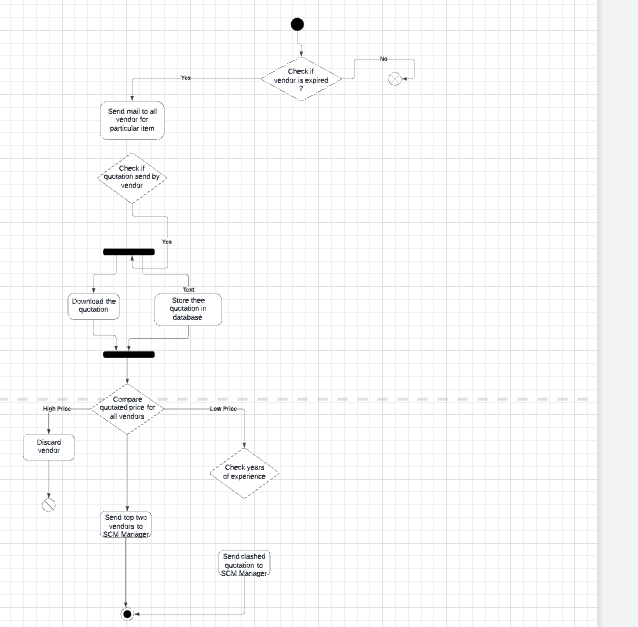 Check if
vendor is expired
?
No
Yes
Send mail to all
vendor for
particular item
Check if
quotation send by
vendor
Yes
Text
Download the
quotation
Store thee
quotation in
database
Compare
quotated price for
all vendors
High Price
Low Price
Discard
vendor
Check years
of experience
Send top two
vendors to
SCM Manager
Send clashed
quotation to
SCM Manager